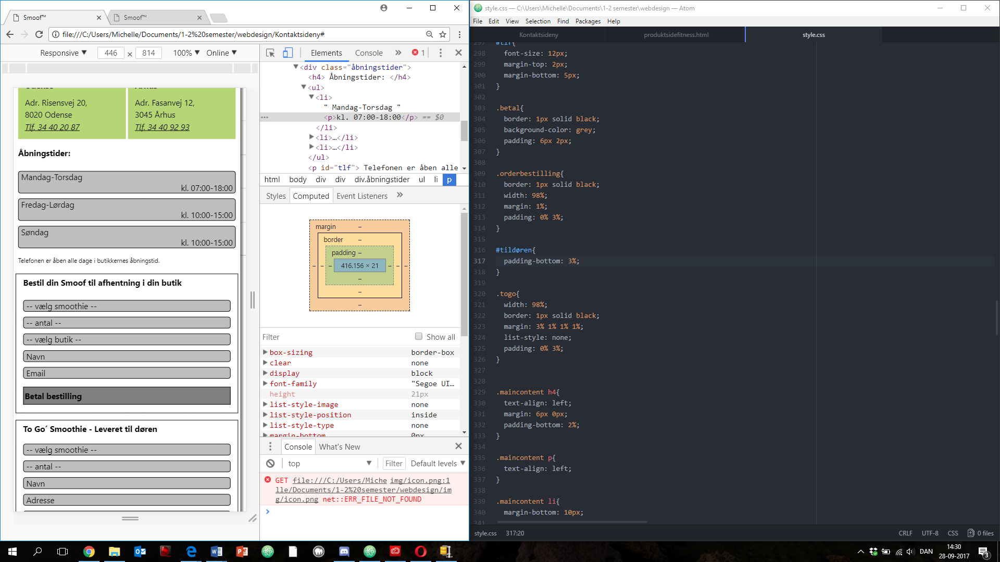 Smoof™
Smoof™
file:///C:/Users/Michelle/Documents/1-2%20semester/webdesign/Kontaktsideny#
Responsive ▼ 446 × 814 100% ▼ Online ▼
Adr. Risensvej 20,
8020 Odense
Tlf. 34 40 20 87
Adr. Fasanvej 12,
3045 Århus
Tlf. 34 40 92 93
Åbningstider:
Mandag-Torsdag
kl. 07:00-18:00
Fredag-Lørdag
kl. 10:00-15:00
Søndag
kl. 10:00-15:00
Telefonen er åben alle dage i butikkernes åbningstid.
Bestil din Smoof til afhentning i din butik
-- vælg smoothie --
-- antal --
-- vælg butik --
Navn
Email
Betal bestilling
To Go´ Smoothie - Leveret til døren
-- vælg smoothie --
-- antal --
Navn
Adresse
Elements Console » 1
<div class="åbningstider">
<h4> Åbningstider: </h4>
<ul>
<li>
" Mandag-Torsdag "
<p>kl. 07:00-18:00</p> == $0
</li>
<li>…</li>
<li>…</li>
</ul>
<p id="tlf"> Telefonen er åben alle
html body div div div.åbningstider ul li p
Styles Computed Event Listeners »
margin –
border –
padding –
– – – 416.156 × 21 – – –
–
–
–
Filter Show all
box-sizing border-box
clear none
display block
font-family "Segoe UI…
height 21px
list-style-image none
list-style-position inside
list-style-type none
margin-bottom 0px
Console What's New
top ▼ Filter Default levels ▼
GET file:///C:/Users/Miche img/icon.png:1
lle/Documents/1-2%20semester/webdesign/im
g/icon.png net::ERR_FILE_NOT_FOUND
style.css — C:\Users\Michelle\Documents\1-2 semester\webdesign — Atom
File Edit View Selection Find Packages Help
Kontaktsideny produktsidefitness.html style.css
297 #tlf{
298 font-size: 12px;
299 margin-top: 2px;
300 margin-bottom: 5px;
301 }
302
303 .betal{
304 border: 1px solid black;
305 background-color: grey;
306 padding: 6px 2px;
307 }
308
309 .orderbestilling{
310 border: 1px solid black;
311 width: 98%;
312 margin: 1%;
313 padding: 0% 3%;
314 }
315
316 #tildøren{
317 padding-bottom: 3%;
318 }
319
320 .togo{
321 width: 98%;
322 border: 1px solid black;
323 margin: 3% 1% 1% 1%;
324 list-style: none;
325 padding: 0% 3%;
326 }
327
328
329 .maincontent h4{
330 text-align: left;
331 margin: 6px 0px;
332 padding-bottom: 2%;
333 }
334
335 .maincontent p{
336 text-align: left;
337 }
338
339 .maincontent li{
340 margin-bottom: 10px;
341
style.css 317:20 CRLF UTF-8 CSS 0 files
DAN
14:30
28-09-2017
3